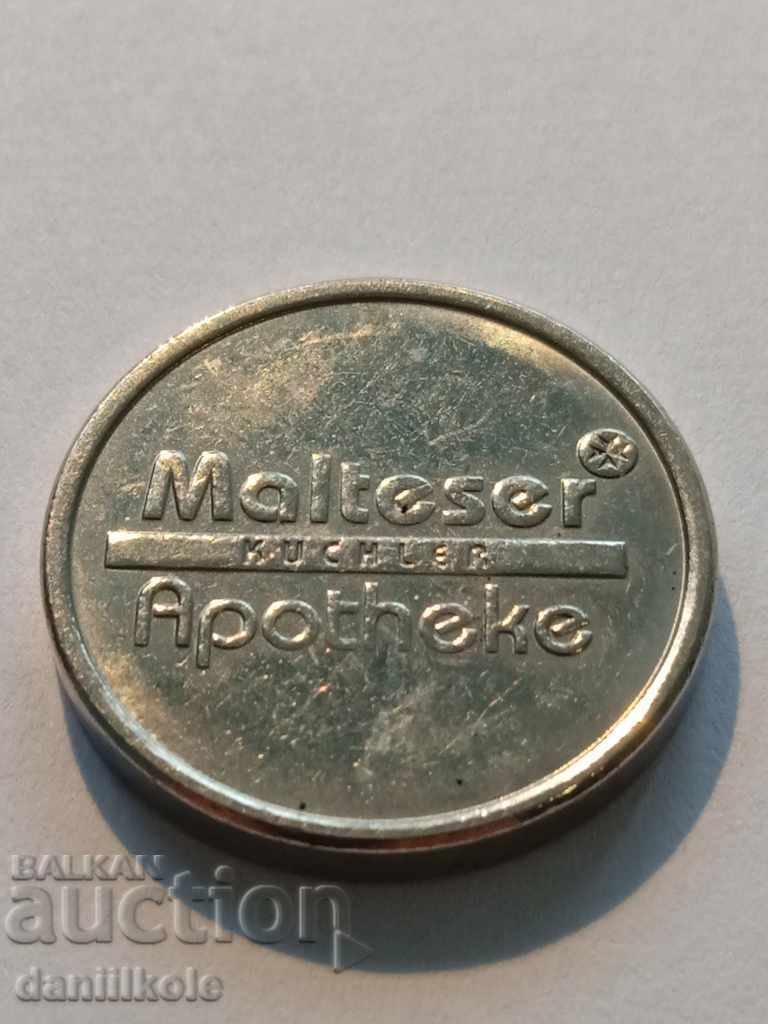 Malteser
KUCHLER
Apotheke
BALKAN
auction
daniilkole